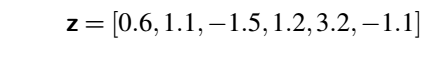 z = [0.6, 1.1, −1.5, 1.2, 3.2, −1.1]